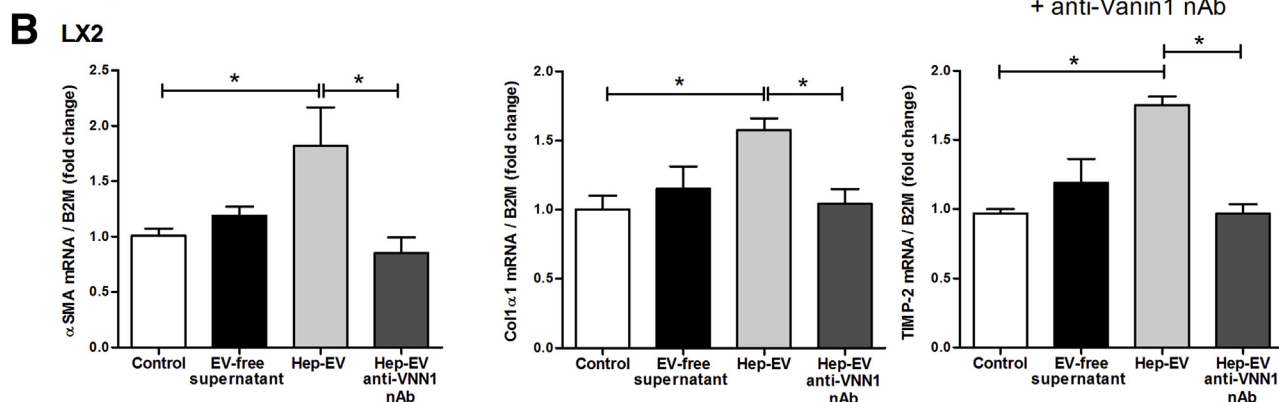 + anti-Vanin1 nAb
B LX2
αSMA mRNA / B2M (fold change)
2.5
2.0
1.5
1.0
0.5
0.0
* *
Control EV-free supernatant Hep-EV Hep-EV anti-VNN1 nAb
Col1α1 mRNA / B2M (fold change)
2.0
1.5
1.0
0.5
0.0
* *
Control EV-free supernatant Hep-EV Hep-EV anti-VNN1 nAb
TIMP-2 mRNA / B2M (fold change)
2.0
1.5
1.0
0.5
0.0
* *
Control EV-free supernatant Hep-EV Hep-EV anti-VNN1 nAb